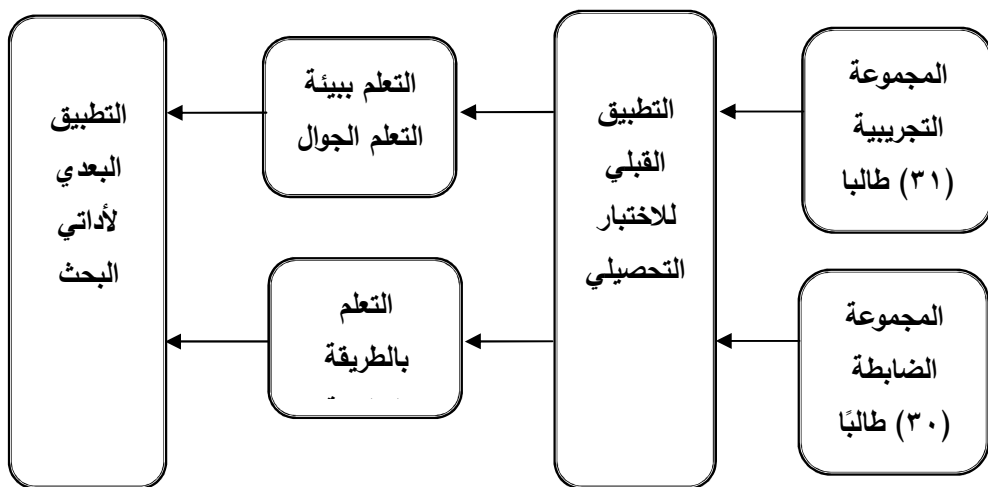 المجموعة
التجريبية
(٣١) طالبا
المجموعة
الضابطة
(٣٠) طالبًا
التطبيق
القبلي
للاختبار
التحصيلي
التعلم ببيئة
التعلم الجوال
التعلم
بالطريقة
التطبيق
البعدي
لأداتي
البحث